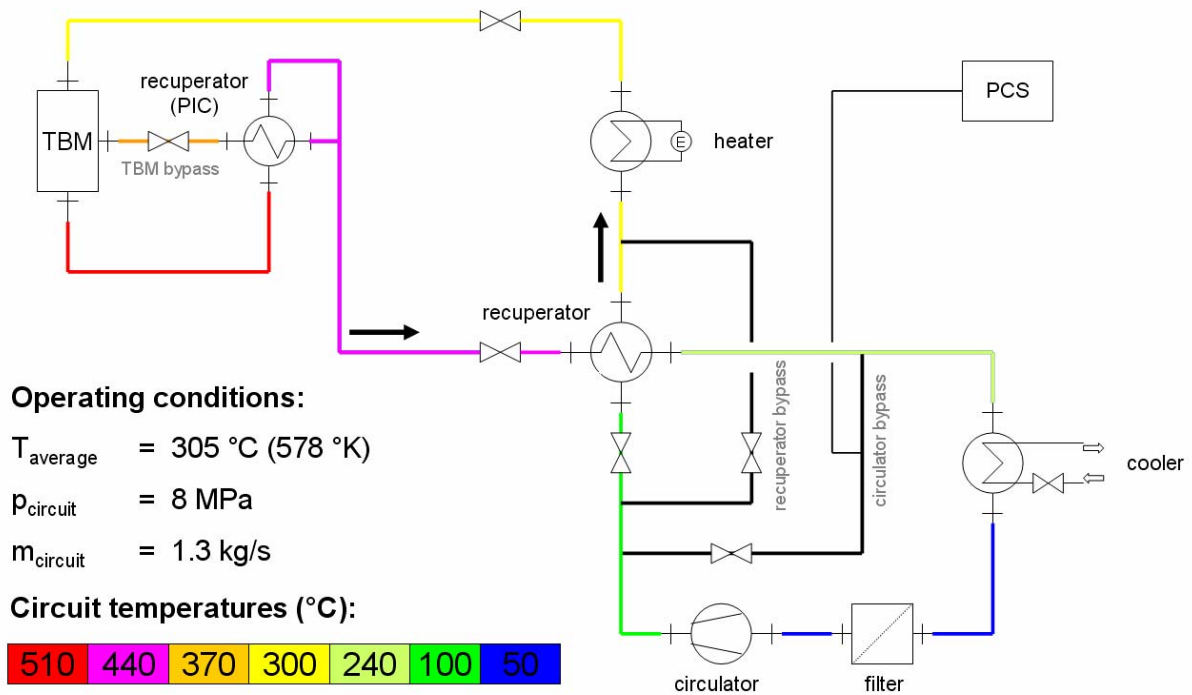 recuperator
(PIC)
TBM
TBM bypass
PCS
E
heater
recuperator
recuperator bypass
circulator bypass
cooler
Operating conditions:
Taverage = 305 °C (578 °K)
pcircuit = 8 MPa
mcircuit = 1.3 kg/s
Circuit temperatures (°C):
510 440 370 300 240 100 50
circulator
filter